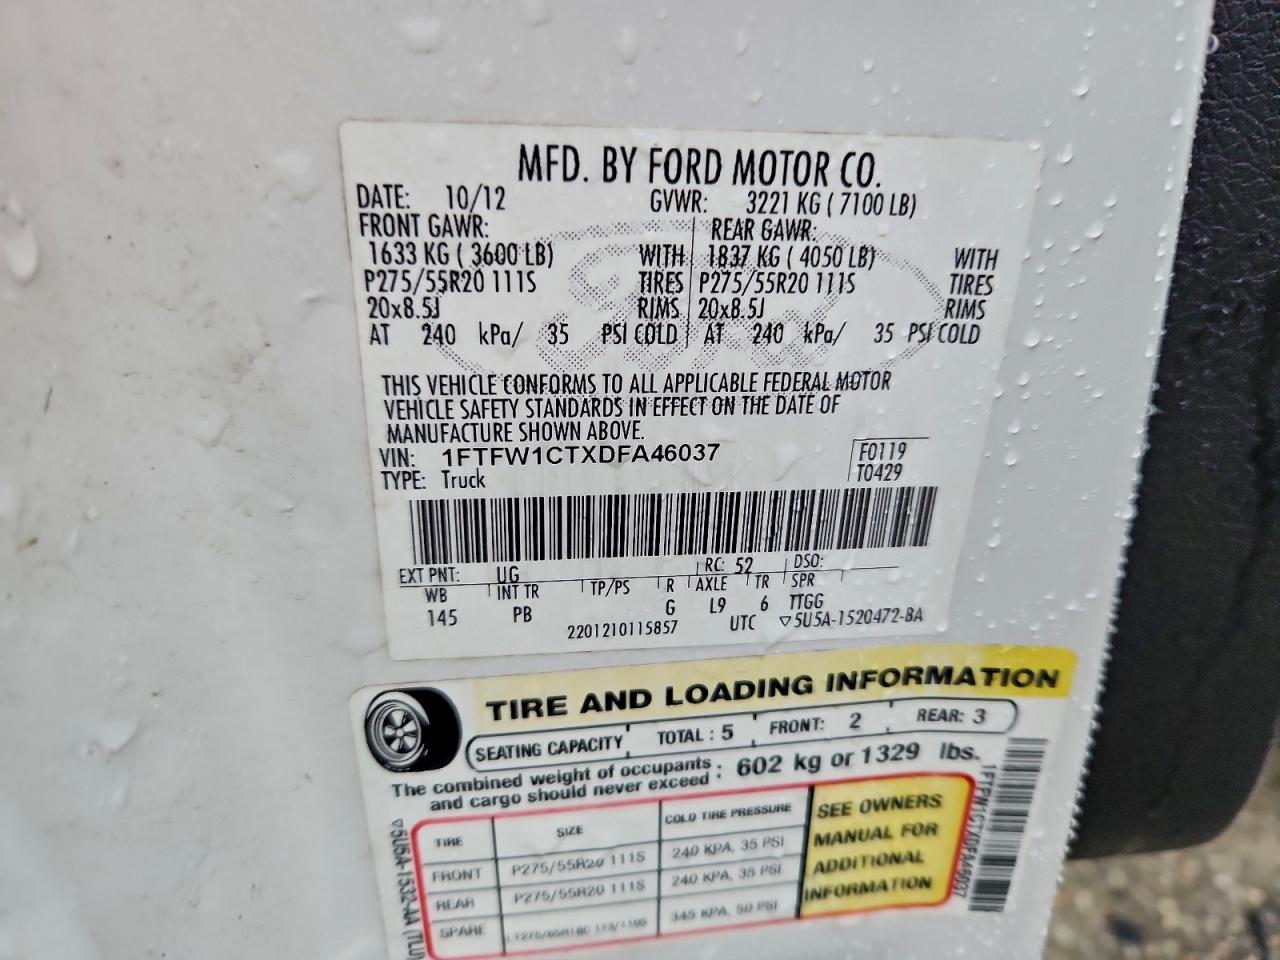 MFD. BY FORD MOTOR CO.
DATE: 10/12 GVWR: 3221 KG ( 7100 LB)
FRONT GAWR: REAR GAWR:
1633 KG ( 3600 LB) WITH 1837 KG ( 4050 LB) WITH
P275/55R20 111S TIRES P275/55R20 111S TIRES
20x8.5J RIMS 20x8.5J RIMS
AT 240 kPa/ 35 PSI COLD AT 240 kPa/ 35 PSI COLD
THIS VEHICLE CONFORMS TO ALL APPLICABLE FEDERAL MOTOR
VEHICLE SAFETY STANDARDS IN EFFECT ON THE DATE OF
MANUFACTURE SHOWN ABOVE.
VIN: 1FTFW1CTXDFA46037 F0119
TYPE: Truck T0429
EXT PNT: UG RC: 52 DSO:
WB INT TR TP/PS R AXLE TR SPR
145 PB G L9 6 TTGG
2201210115857 UTC ▽5U5A-1520472-BA
TIRE AND LOADING INFORMATION
SEATING CAPACITY TOTAL : 5 FRONT: 2 REAR: 3
The combined weight of occupants and cargo should never exceed : 602 kg or 1329 lbs.
TIRE SIZE COLD TIRE PRESSURE
FRONT P275/55R20 111S 240 KPA, 35 PSI
REAR P275/55R20 111S 240 KPA, 35 PSI
SPARE 345 KPA, 50 PSI
SEE OWNERS
MANUAL FOR
ADDITIONAL
INFORMATION
1FTFW1CTXDFA46037
▽5U5A-1532-AA